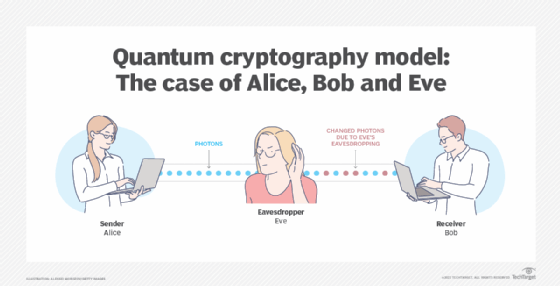 Quantum cryptography model:
The case of Alice, Bob and Eve
PHOTONS
CHANGED PHOTONS
DUE TO EVE'S
EAVESDROPPING
Sender
Alice
Eavesdropper
Eve
Receiver
Bob
TechTarget